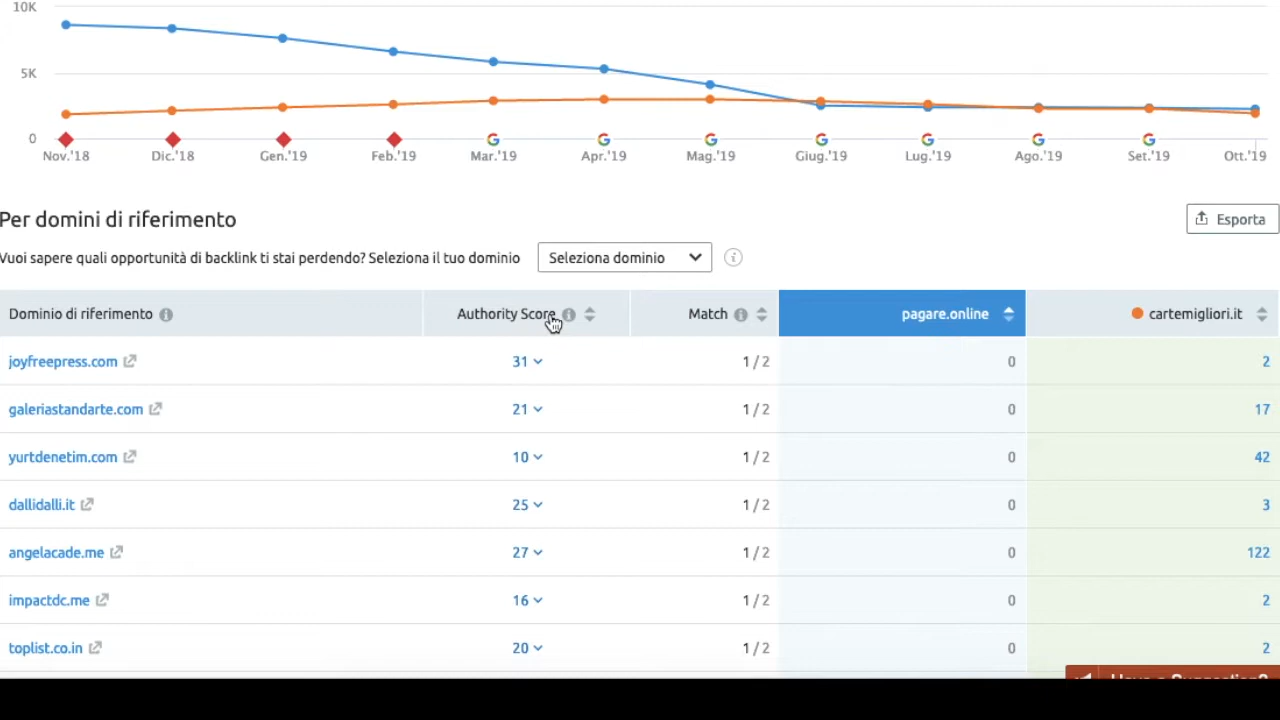 10K
5K
0
Nov.'18 Dic.'18 Gen.'19 Feb.'19 Mar.'19 Apr.'19 Mag.'19 Giug.'19 Lug.'19 Ago.'19 Set.'19 Ott.'19
Per domini di riferimento
Esporta
Vuoi sapere quali opportunità di backlink ti stai perdendo? Seleziona il tuo dominio Seleziona dominio
Dominio di riferimento Authority Score Match pagare.online cartemigliori.it
joyfreepress.com 31 1 / 2 0 2
galeriastandarte.com 21 1 / 2 0 17
yurtdenetim.com 10 1 / 2 0 42
dallidalli.it 25 1 / 2 0 3
angelacade.me 27 1 / 2 0 122
impactdc.me 16 1 / 2 0 2
toplist.co.in 20 1 / 2 0 2